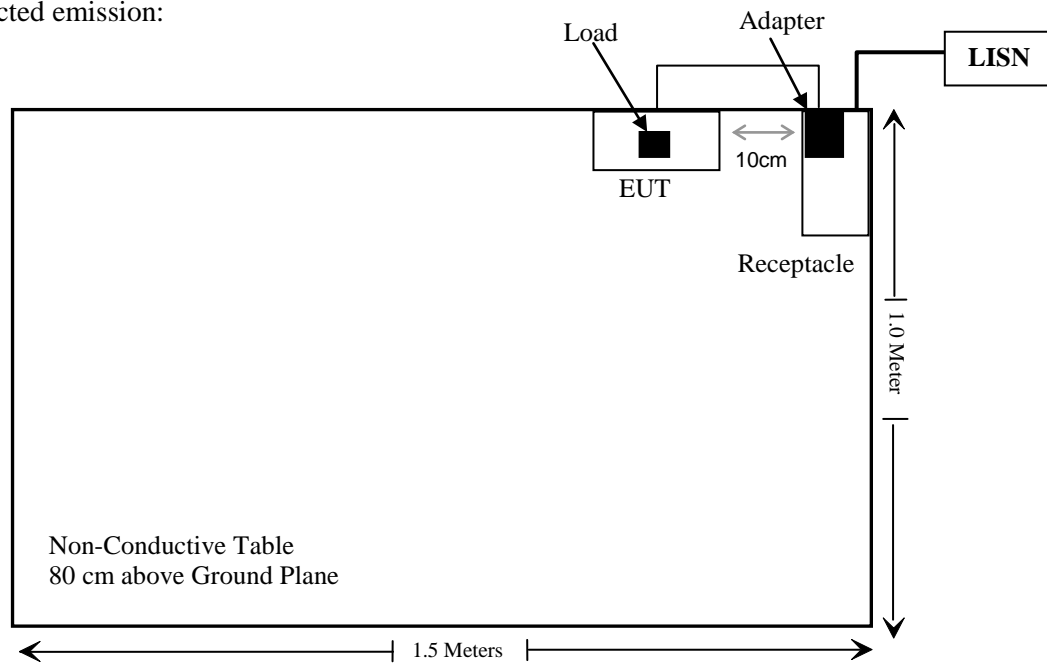 cted emission:
Load
Adapter
LISN
10cm
EUT
Receptacle
1.0 Meter
Non-Conductive Table
80 cm above Ground Plane
1.5 Meters